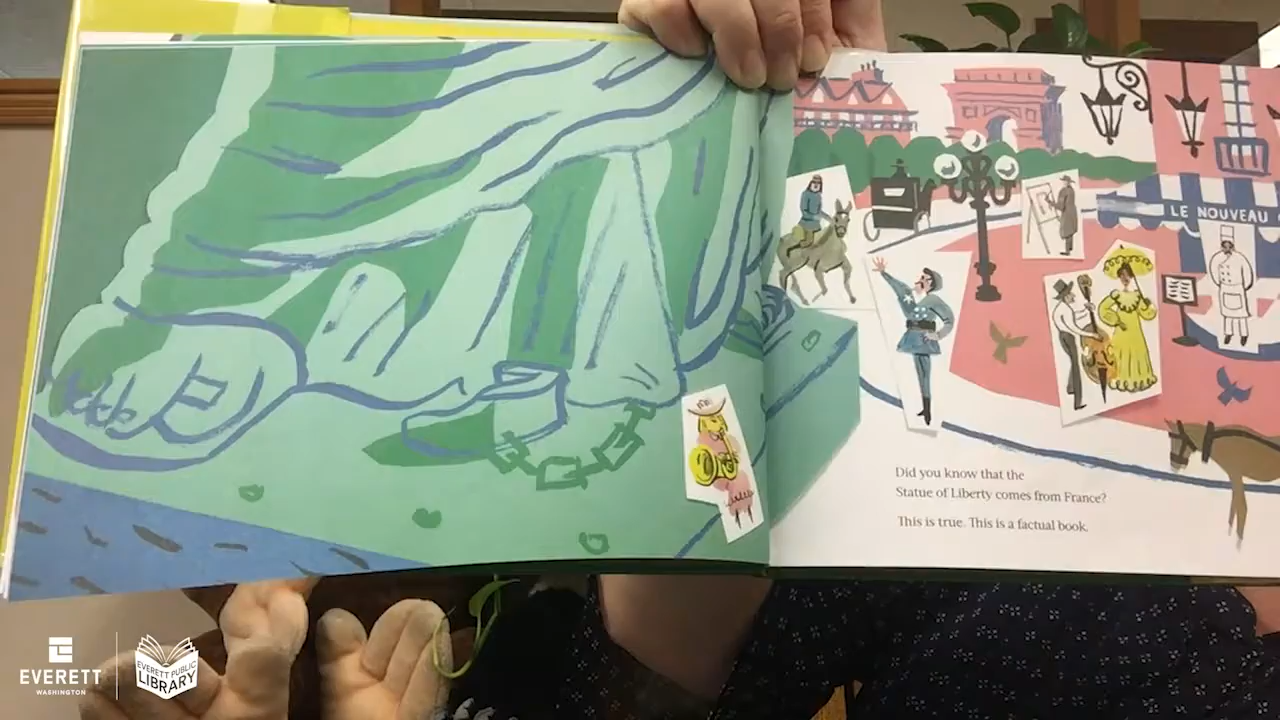 LE NOUVEAU
Did you know that the
Statue of Liberty comes from France?
This is true. This is a factual book.
EVERETT
WASHINGTON
EVERETT PUBLIC
LIBRARY